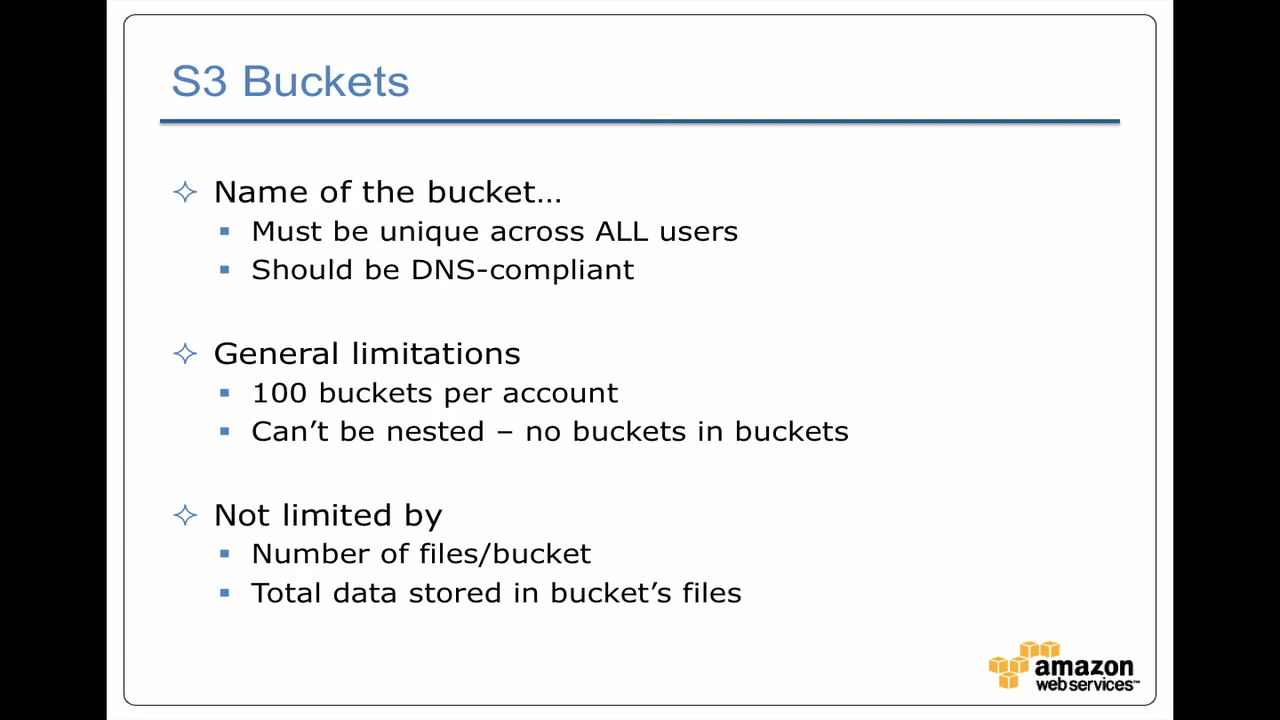 S3 Buckets
Name of the bucket…
Must be unique across ALL users
Should be DNS-compliant
General limitations
100 buckets per account
Can’t be nested – no buckets in buckets
Not limited by
Number of files/bucket
Total data stored in bucket’s files
amazon
webservices™